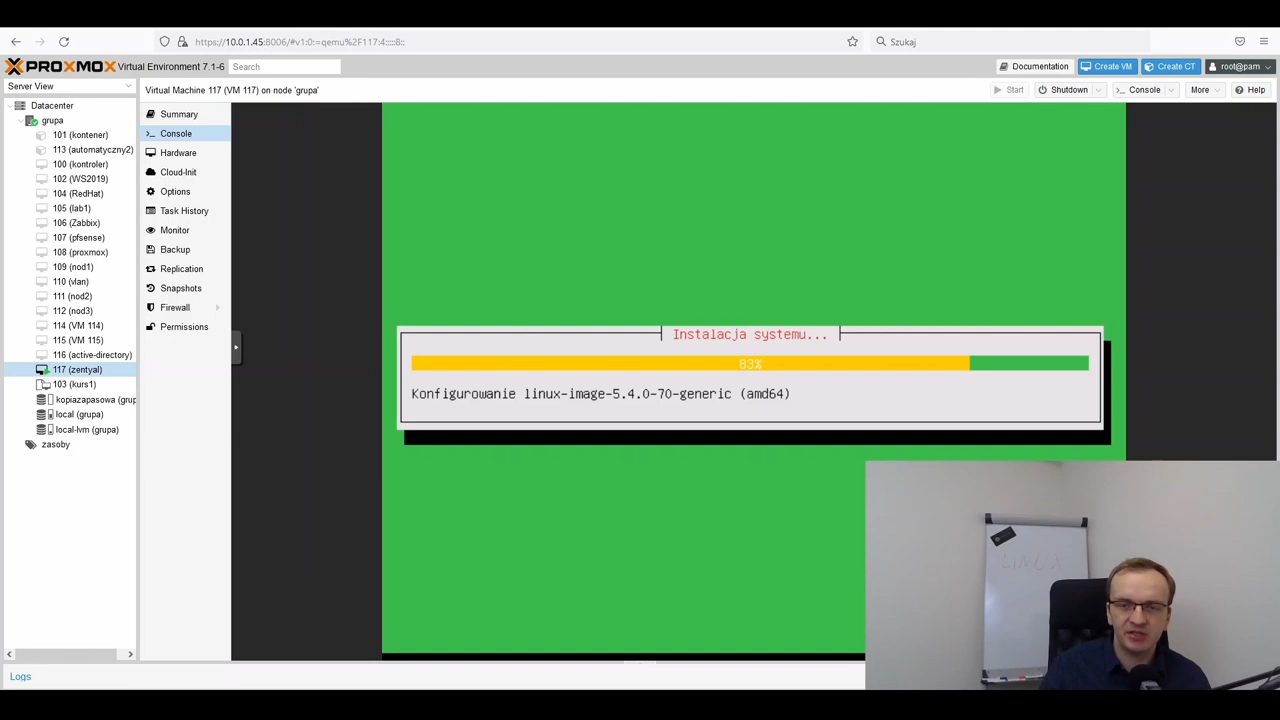 https://10.0.1.45:8006/#v1:0:=qemu%2F117:4:::::8::
Szukaj
PROXMOX Virtual Environment 7.1-6 Search
Documentation Create VM Create CT root@pam
Server View
Virtual Machine 117 (VM 117) on node 'grupa'
Start Shutdown Console More Help
Datacenter
grupa
101 (kontener)
113 (automatyczny2)
100 (kontroler)
102 (WS2019)
104 (RedHat)
105 (lab1)
106 (Zabbix)
107 (pfsense)
108 (proxmox)
109 (nod1)
110 (vlan)
111 (nod2)
112 (nod3)
114 (VM 114)
115 (VM 115)
116 (active-directory)
117 (zentyal)
103 (kurs1)
kopiazapasowa (grup
local (grupa)
local-lvm (grupa)
zasoby
Summary
Console
Hardware
Cloud-Init
Options
Task History
Monitor
Backup
Replication
Snapshots
Firewall
Permissions
Instalacja systemu...
83%
Konfigurowanie linux-image-5.4.0-70-generic (amd64)
Logs